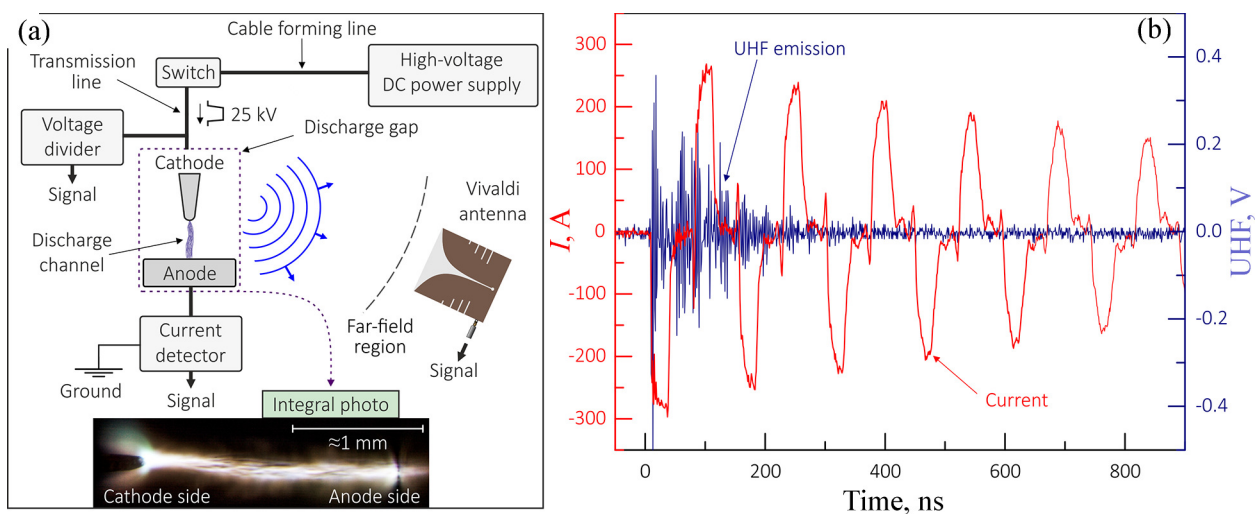 (a)
Cable forming line
Transmission
line
Switch
High-voltage
DC power supply
25 kV
Voltage
divider
Discharge gap
Cathode
Signal
Vivaldi
antenna
Discharge
channel
Anode
Far-field
region
Current
detector
Ground
Signal
Signal
Integral photo
≈1 mm
Cathode side
Anode side
(b)
UHF emission
Current
I, A
300
200
100
0
-100
-200
-300
UHF, V
0.4
0.2
0.0
-0.2
-0.4
0
200
400
600
800
Time, ns